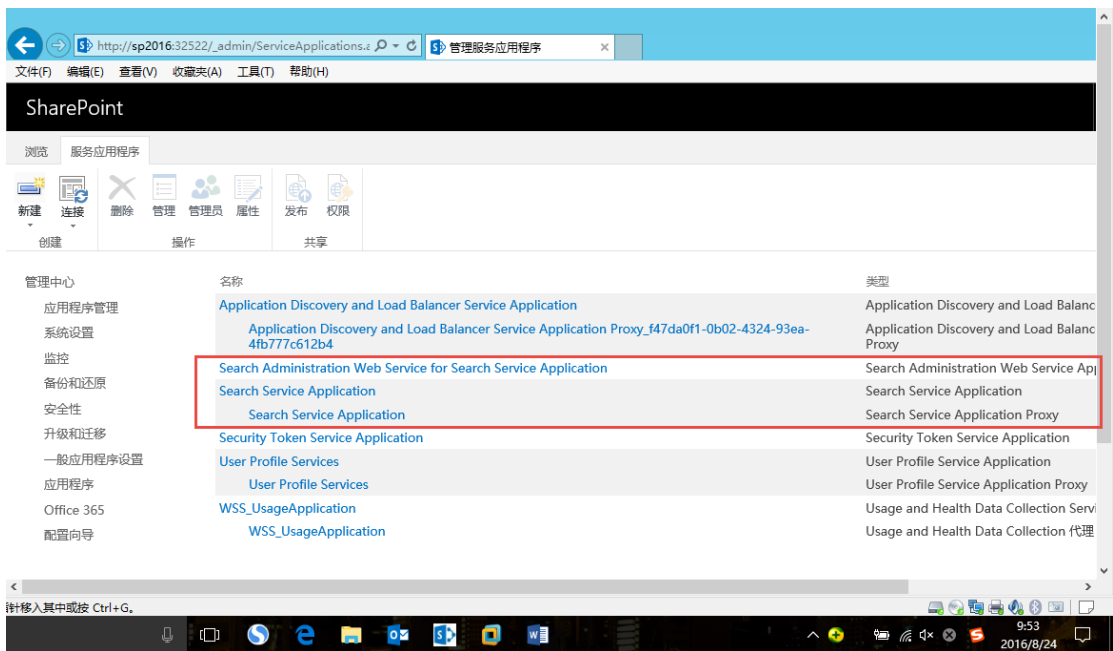 http://sp2016:32522/_admin/ServiceApplications.a
管理服务应用程序
文件(F) 编辑(E) 查看(V) 收藏夹(A) 工具(T) 帮助(H)
SharePoint
浏览 服务应用程序
新建 连接 删除 管理 管理员 属性 发布 权限
创建 操作 共享
管理中心
应用程序管理
系统设置
监控
备份和还原
安全性
升级和迁移
一般应用程序设置
应用程序
Office 365
配置向导
名称 类型
Application Discovery and Load Balancer Service Application Application Discovery and Load Balanc
Application Discovery and Load Balancer Service Application Proxy_f47da0f1-0b02-4324-93ea-4fb777c612b4 Application Discovery and Load Balanc
Proxy
Search Administration Web Service for Search Service Application Search Administration Web Service Ap
Search Service Application Search Service Application
Search Service Application Search Service Application Proxy
Security Token Service Application Security Token Service Application
User Profile Services User Profile Service Application
User Profile Services User Profile Service Application Proxy
WSS_UsageApplication Usage and Health Data Collection Servi
WSS_UsageApplication Usage and Health Data Collection 代理
针移入其中或按 Ctrl+G。
9:53
2016/8/24